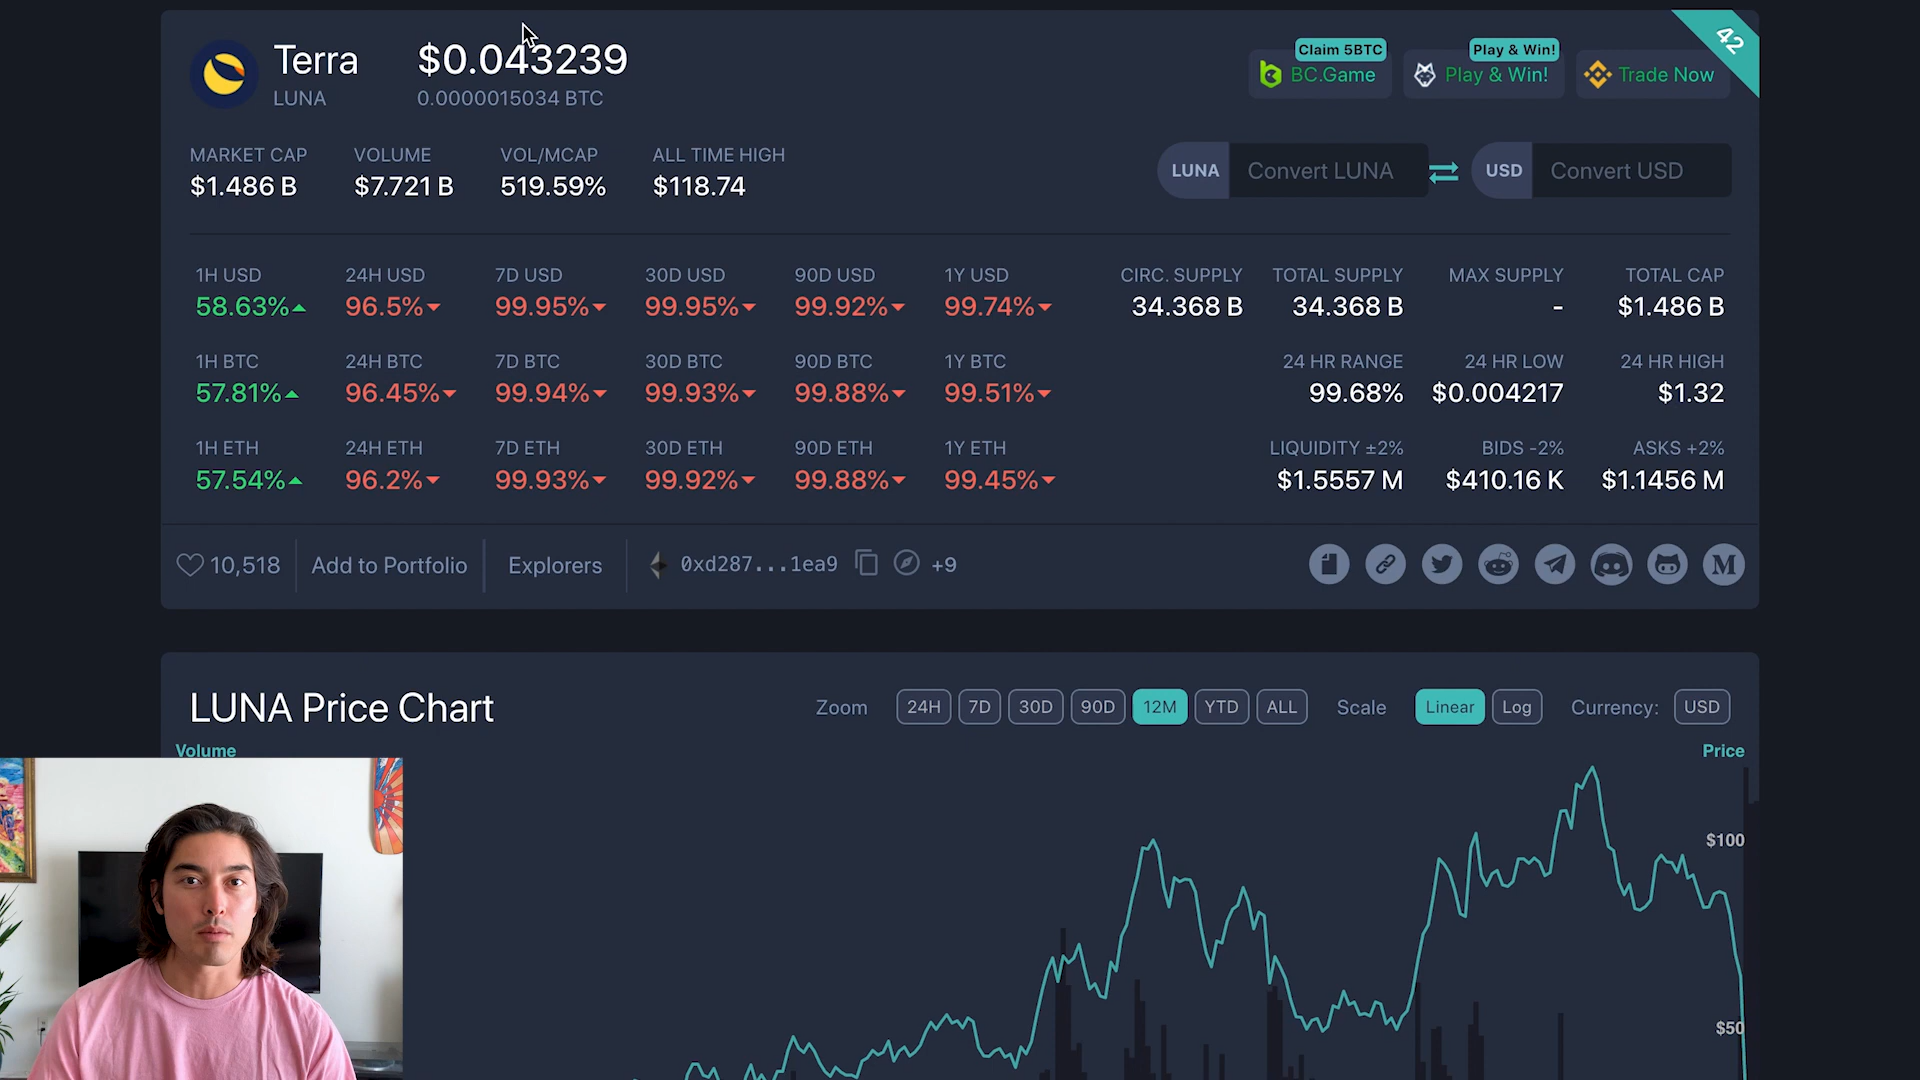 Terra
LUNA
$0.043239
0.0000015034 BTC
Claim 5BTC
BC.Game
Play & Win!
Play & Win!
Trade Now
42
MARKET CAP VOLUME VOL/MCAP ALL TIME HIGH
$1.486 B $7.721 B 519.59% $118.74
LUNA Convert LUNA USD Convert USD
1H USD 24H USD 7D USD 30D USD 90D USD 1Y USD CIRC. SUPPLY TOTAL SUPPLY MAX SUPPLY TOTAL CAP
58.63% 96.5% 99.95% 99.95% 99.92% 99.74% 34.368 B 34.368 B - $1.486 B
1H BTC 24H BTC 7D BTC 30D BTC 90D BTC 1Y BTC 24 HR RANGE 24 HR LOW 24 HR HIGH
57.81% 96.45% 99.94% 99.93% 99.88% 99.51% 99.68% $0.004217 $1.32
1H ETH 24H ETH 7D ETH 30D ETH 90D ETH 1Y ETH LIQUIDITY ±2% BIDS -2% ASKS +2%
57.54% 96.2% 99.93% 99.92% 99.88% 99.45% $1.5557 M $410.16 K $1.1456 M
10,518 Add to Portfolio Explorers 0xd287...1ea9 +9
LUNA Price Chart Zoom 24H 7D 30D 90D 12M YTD ALL Scale Linear Log Currency: USD
Volume Price
$100
$50